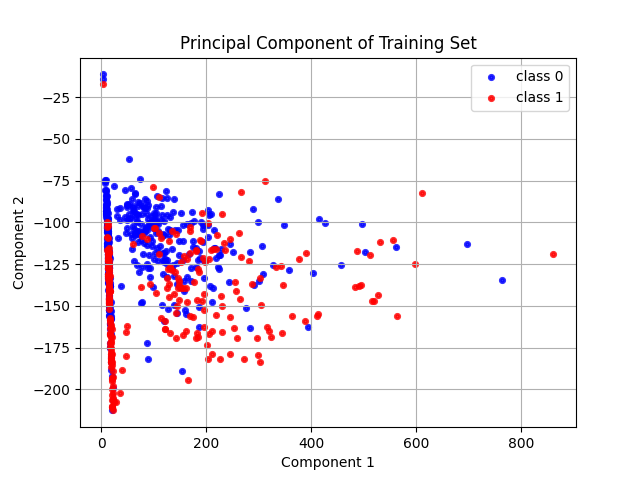 Principal Component of Training Set
class 0
class 1
−25
−50
−75
−100
−125
−150
−175
−200
Component 2
0 200 400 600 800
Component 1